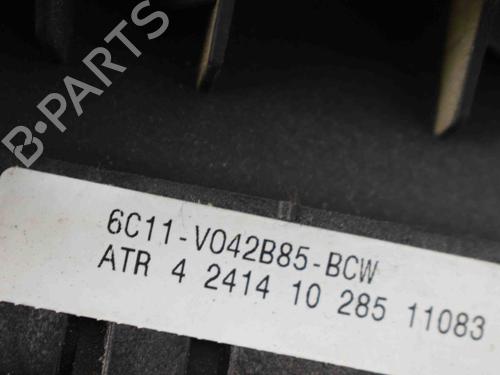 B-PARTS
6C11-V042B85-BCW
ATR 4 2414 10 285 11083